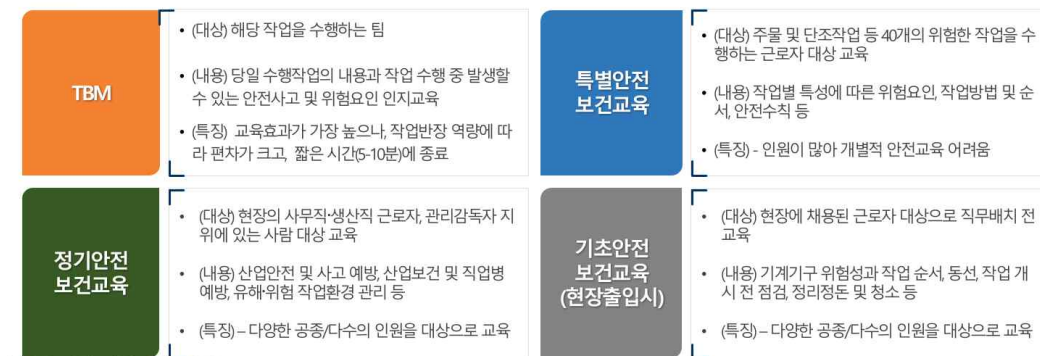 TBM
• (대상) 해당 작업을 수행하는 팀
• (내용) 당일 수행작업의 내용과 작업 수행 중 발생할
수 있는 안전사고 및 위험요인 인지교육
• (특징) 교육효과가 가장 높으나, 작업반장 역량에 따
라 편차가 크고, 짧은 시간(5-10분)에 종료
특별안전
보건교육
• (대상) 주물 및 단조작업 등 40개의 위험한 작업을 수
행하는 근로자 대상 교육
• (내용) 작업별 특성에 따른 위험요인, 작업방법 및 순
서, 안전수칙 등
• (특징) - 인원이 많아 개별적 안전교육 어려움
정기안전
보건교육
• (대상) 현장의 사무직·생산직 근로자, 관리감독자 지
위에 있는 사람 대상 교육
• (내용) 산업안전 및 사고 예방, 산업보건 및 직업병
예방, 유해·위험 작업환경 관리 등
• (특징) – 다양한 공종/다수의 인원을 대상으로 교육
기초안전
보건교육
(현장출입시)
• (대상) 현장에 채용된 근로자 대상으로 직무배치 전
교육
• (내용) 기계기구 위험성과 작업 순서, 동선, 작업 개
시 전 점검, 정리정돈 및 청소 등
• (특징) – 다양한 공종/다수의 인원을 대상으로 교육